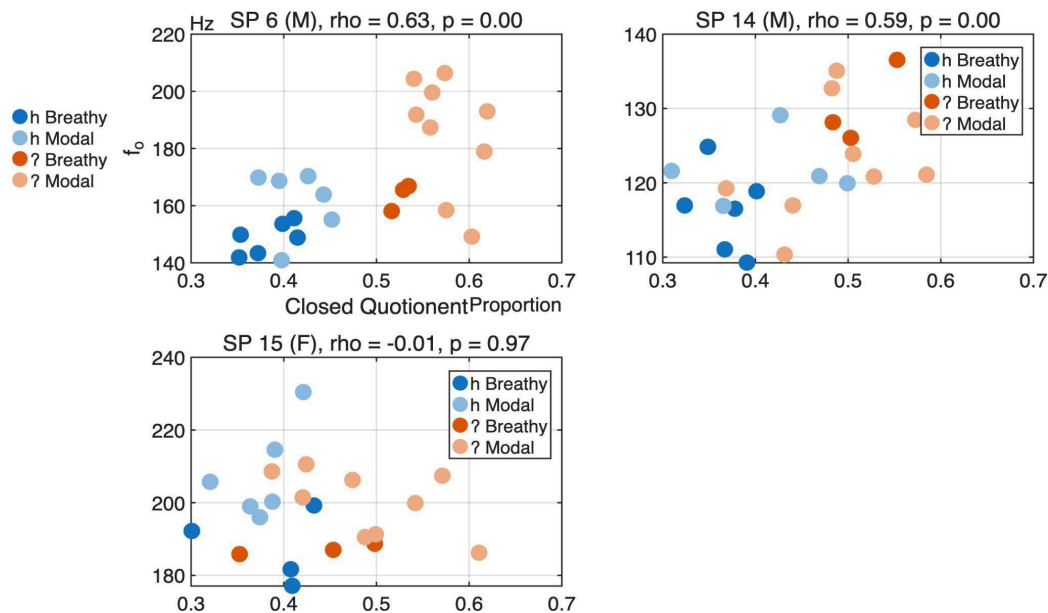 Hz SP 6 (M), rho = 0.63, p = 0.00
220
200
180
160
140
fo
0.3 0.4 0.5 0.6 0.7
Closed Quotionent Proportion
h Breathy
h Modal
ʔ Breathy
ʔ Modal
SP 14 (M), rho = 0.59, p = 0.00
140
130
120
110
0.3 0.4 0.5 0.6 0.7
h Breathy
h Modal
ʔ Breathy
ʔ Modal
SP 15 (F), rho = -0.01, p = 0.97
240
220
200
180
0.3 0.4 0.5 0.6 0.7
h Breathy
h Modal
ʔ Breathy
ʔ Modal